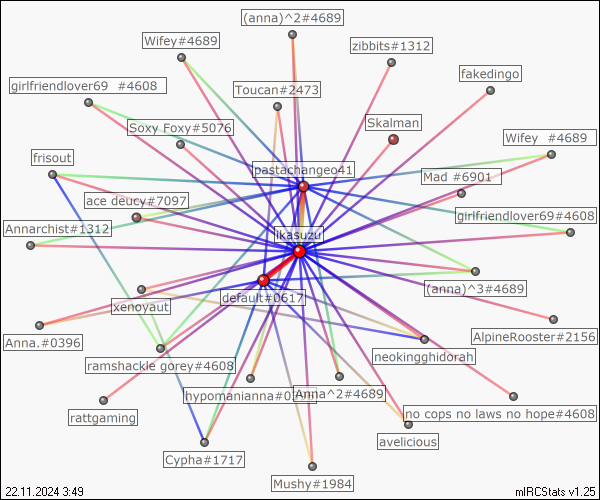 (anna)^2#4689
Wifey#4689
zibbits#1312
fakedingo
girlfriendlover69 #4608
Toucan#2473
Skalman
Soxy Foxy#5076
Wifey #4689
frisout
pastachangeo41
Mad #6901
ace deucy#7097
girlfriendlover69#4608
Annarchist#1312
likasuzu
(anna)^3#4689
default#0617
xenoyaut
AlpineRooster#2156
Anna.#0396
neokingghidorah
ramshackle gorey#4608
Anna^2#4689
rattgaming
no cops no laws no hope#4608
avelicious
Cypha#1717
Mushy#1984
22.11.2024 3:49
mIRCStats v1.25